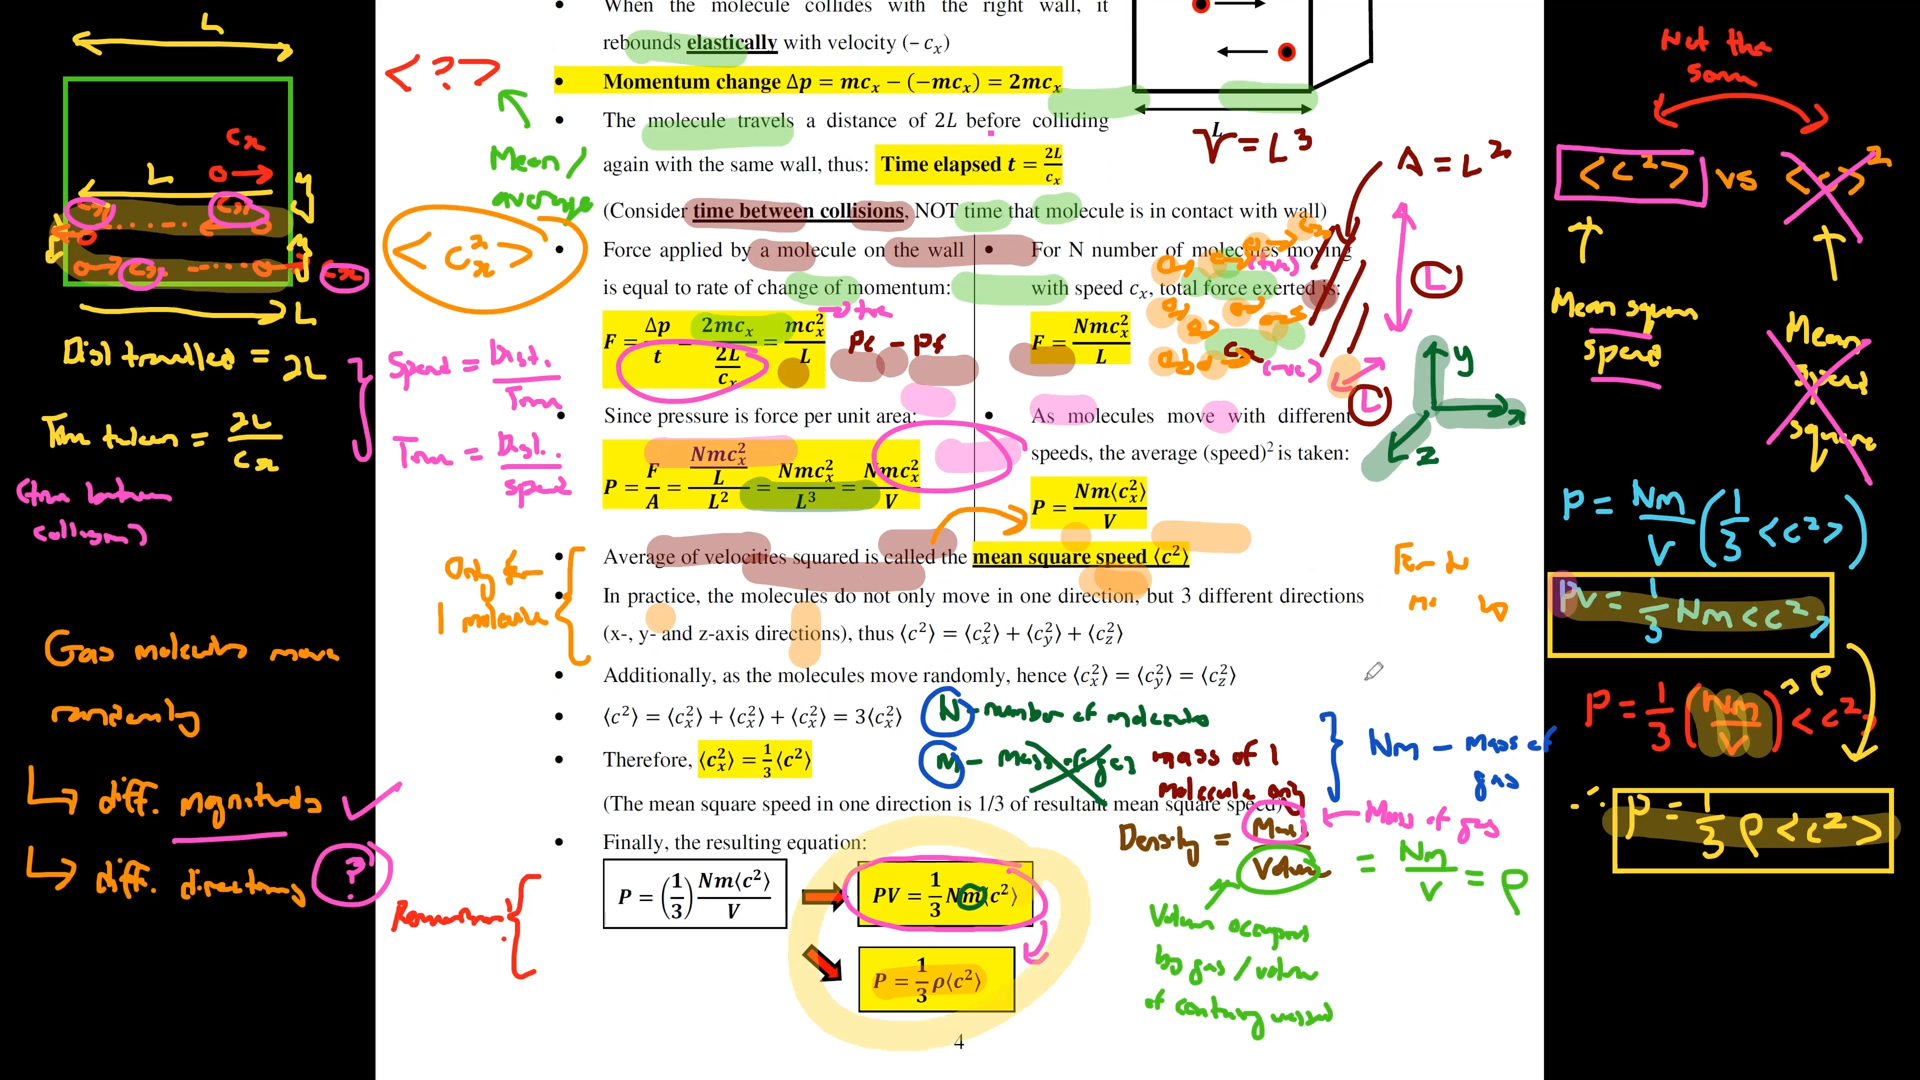 When the molecule collides with the right wall, it
rebounds elastically with velocity (– cₓ)
• Momentum change Δp = mcₓ − (−mcₓ) = 2mcₓ
• The molecule travels a distance of 2L before colliding
again with the same wall, thus: Time elapsed t = 2L/cₓ
(Consider time between collisions, NOT time that molecule is in contact with wall)
• Force applied by a molecule on the wall
is equal to rate of change of momentum:
F = Δp/t = 2mcₓ/(2L/cₓ) = mcₓ²/L
• For N number of molecules moving
with speed cₓ, total force exerted is:
F = Nmcₓ²/L
• Since pressure is force per unit area:
P = F/A = (Nmcₓ²/L)/L² = Nmcₓ²/L³ = Nmcₓ²/V
• As molecules move with different
speeds, the average (speed)² is taken:
P = Nm⟨cₓ²⟩/V
• Average of velocities squared is called the mean square speed ⟨c²⟩
• In practice, the molecules do not only move in one direction, but 3 different directions
(x-, y- and z-axis directions), thus ⟨c²⟩ = ⟨cₓ²⟩ + ⟨c_y²⟩ + ⟨c_z²⟩
• Additionally, as the molecules move randomly, hence ⟨cₓ²⟩ = ⟨c_y²⟩ = ⟨c_z²⟩
• ⟨c²⟩ = ⟨cₓ²⟩ + ⟨cₓ²⟩ + ⟨cₓ²⟩ = 3⟨cₓ²⟩
• Therefore, ⟨cₓ²⟩ = 1/3⟨c²⟩
(The mean square speed in one direction is 1/3 of resultant mean square speed)
• Finally, the resulting equation:
P = (1/3) Nm⟨c²⟩/V
PV = 1/3 Nm⟨c²⟩
P = 1/3 ρ⟨c²⟩
4
L
cx
L
cx
L
Dist travelled = 2L
Time taken = 2L/cx
(time between
collisions)
Gas molecules move
randomly
↳ diff. magnitude ✓
↳ diff. directions ?
<?>
Mean/
average
<cx²>
Speed = Dist./Time
Time = Dist./Speed
Only for
1 molecule
→ +ve
(+ve)
(-ve)
L
V = L³
A = L²
L
L
y
x
z
N - number of molecules
m - mass of gas
mass of 1
molecule only
} Nm - mass of
gas
Density = Mass/Volume = Nm/V = ρ
← Mass of gas
Volume occupied
by gas / volume
of containing vessel
Not the
same
<c²> vs <c>²
Mean square
speed
Mean
speed
square
P = Nm/V (1/3 <c²>)
PV = 1/3 Nm <c²>
P = 1/3 (Nm/V) <c²>
→ ρ
∴ P = 1/3 ρ <c²>